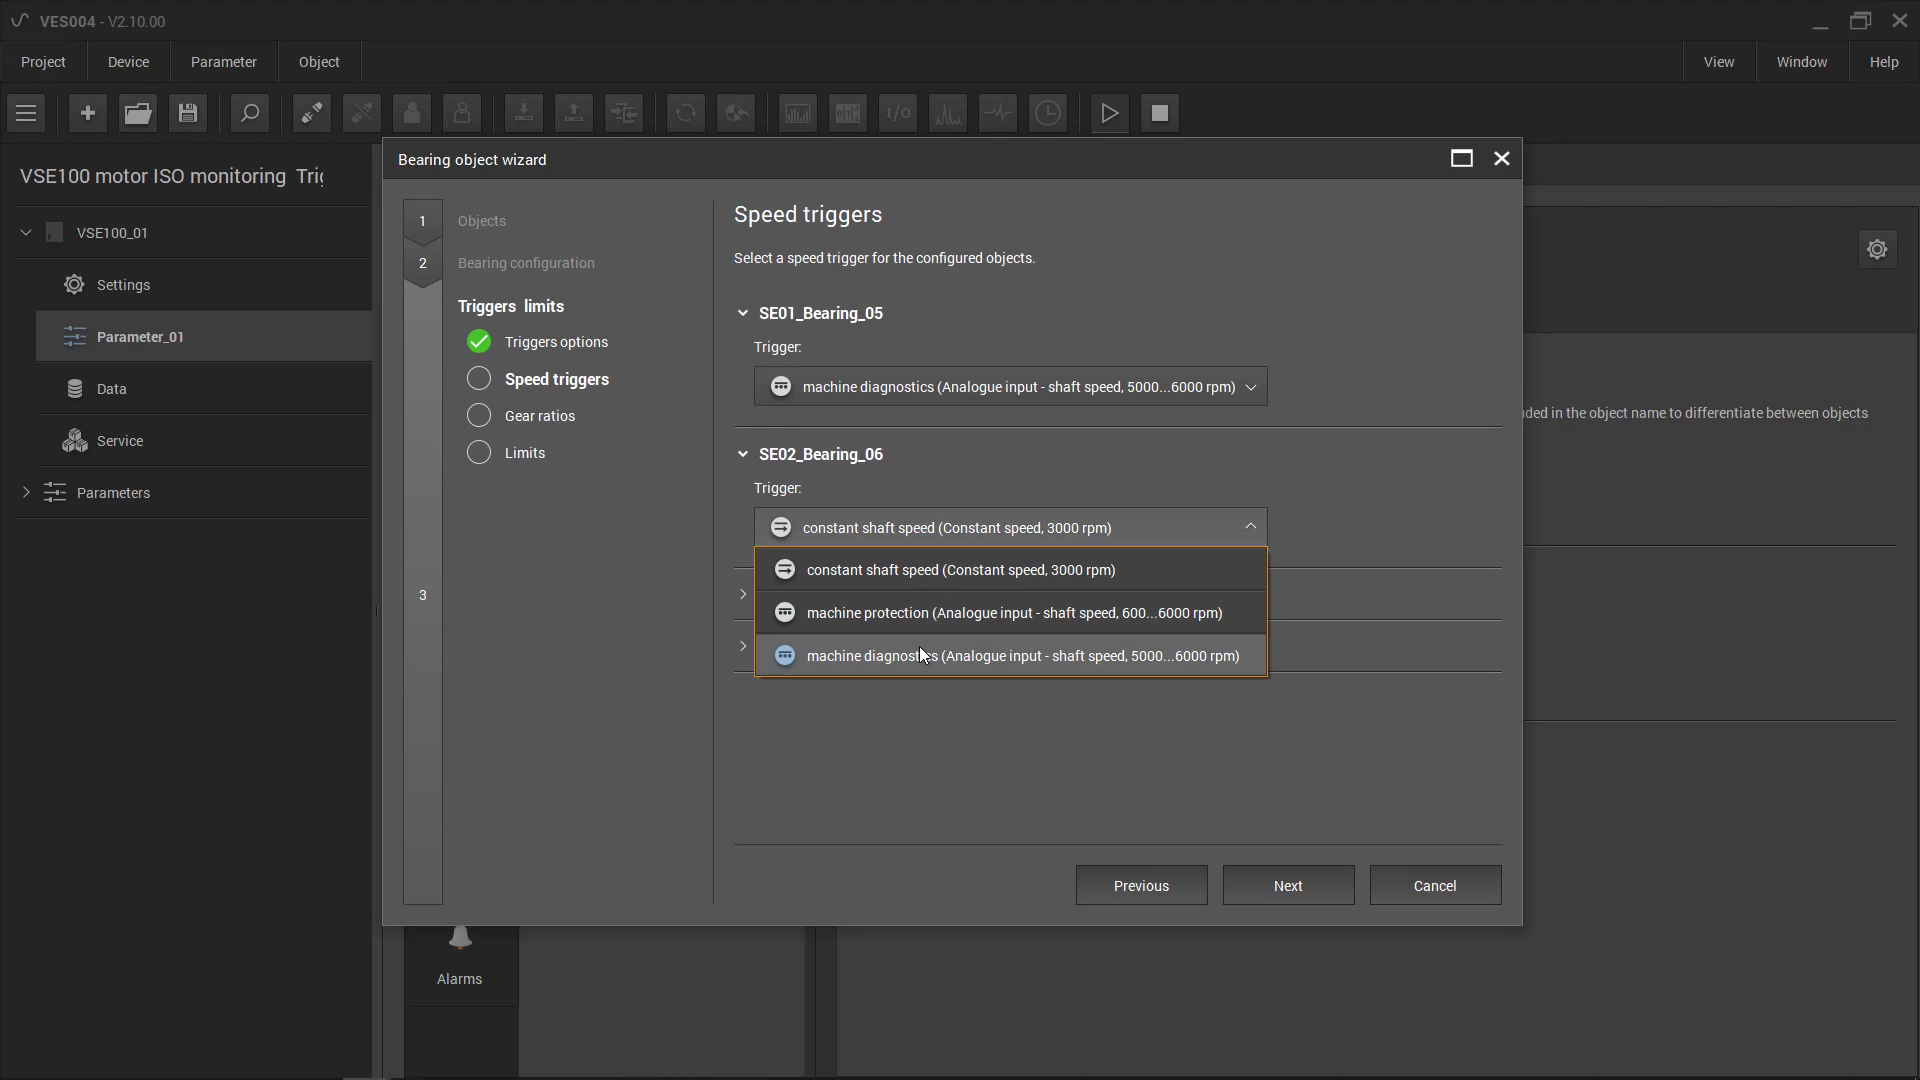 VES004 - V2.10.00
Project
Device
Parameter
Object
View
Window
Help
I/O
VSE100 motor ISO monitoring Trig
VSE100_01
Settings
Parameter_01
Data
Service
Parameters
Bearing object wizard
1
Objects
2
Bearing configuration
Triggers limits
Triggers options
Speed triggers
Gear ratios
Limits
3
Speed triggers
Select a speed trigger for the configured objects.
SE01_Bearing_05
Trigger:
machine diagnostics (Analogue input - shaft speed, 5000...6000 rpm)
SE02_Bearing_06
Trigger:
constant shaft speed (Constant speed, 3000 rpm)
constant shaft speed (Constant speed, 3000 rpm)
machine protection (Analogue input - shaft speed, 600...6000 rpm)
machine diagnostics (Analogue input - shaft speed, 5000...6000 rpm)
Previous
Next
Cancel
ded in the object name to differentiate between objects
Alarms